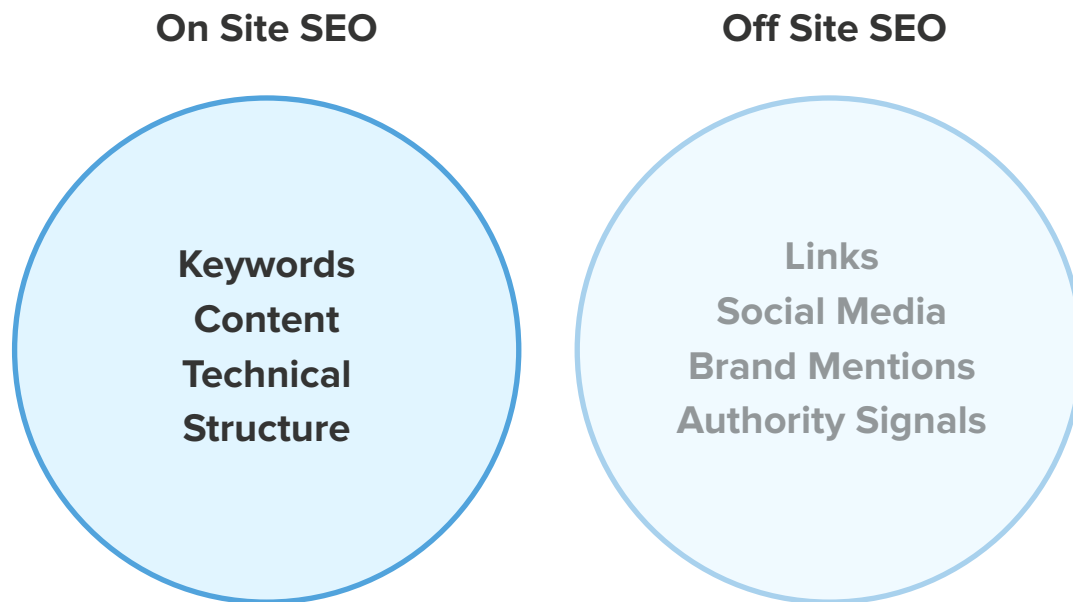 On Site SEO
Off Site SEO
Keywords
Content
Technical
Structure
Links
Social Media
Brand Mentions
Authority Signals